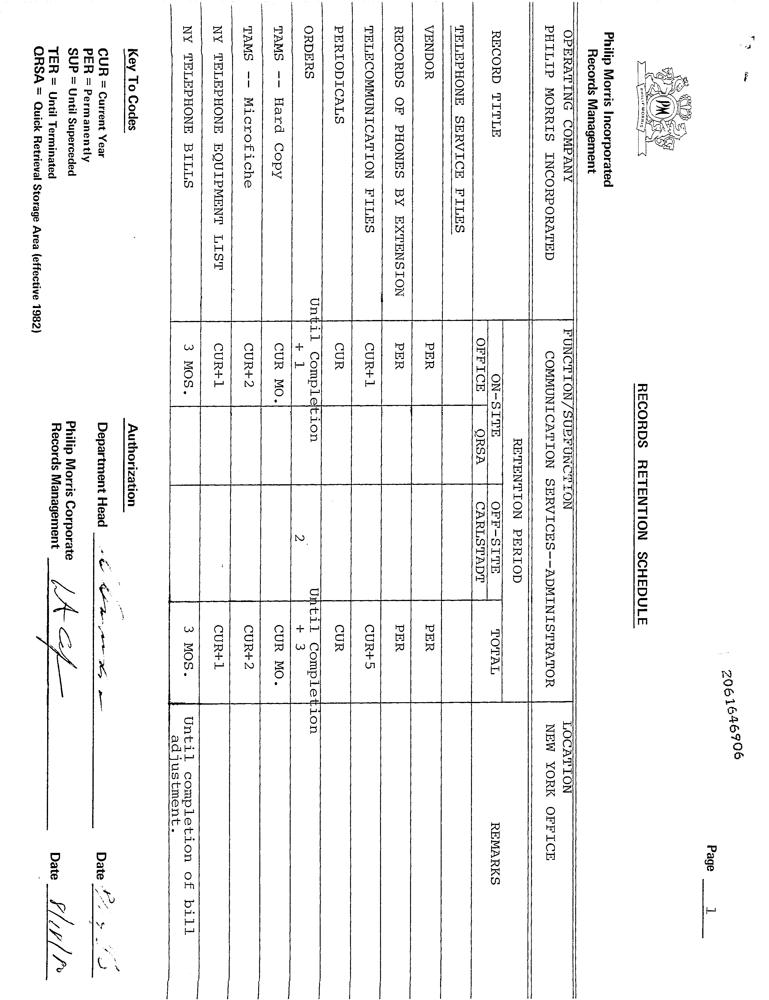 2061646906
Page 1
PM
PHILIP MORRIS
RECORDS RETENTION SCHEDULE
Philip Morris Incorporated
Records Management
OPERATING COMPANY FUNCTION/SUBFUNCTION LOCATION
PHILIP MORRIS INCORPORATED COMMUNICATION SERVICES--ADMINISTRATOR NEW YORK OFFICE
RETENTION PERIOD
RECORD TITLE ON-SITE OFF-SITE TOTAL REMARKS
OFFICE QRSA CARLSTADT
TELEPHONE SERVICE FILES
VENDOR PER PER
RECORDS OF PHONES BY EXTENSION PER PER
TELECOMMUNICATION FILES CUR+1 CUR+5
PERIODICALS CUR CUR
ORDERS Until Completion 2 Until Completion
+ 1 + 3
TAMS -- Hard Copy CUR MO. CUR MO.
TAMS -- Microfiche CUR+2 CUR+2
NY TELEPHONE EQUIPMENT LIST CUR+1 CUR+1
NY TELEPHONE BILLS 3 MOS. 3 MOS. Until completion of bill
adjustment.
Key To Codes
CUR = Current Year
PER = Permanently
SUP = Until Superceded
TER = Until Terminated
QRSA = Quick Retrieval Storage Area (effective 1982)
Authorization
Department Head Date
Philip Morris Corporate
Records Management Date